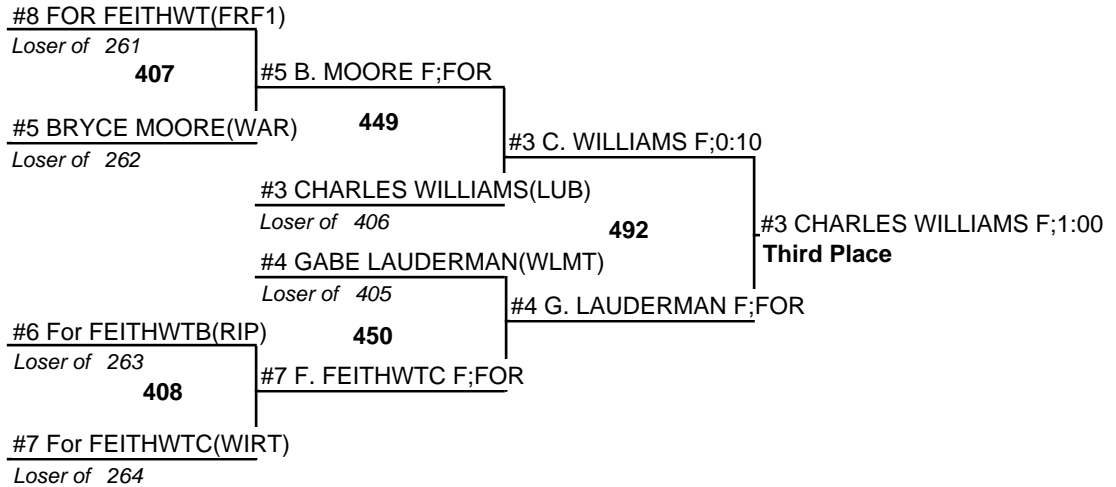 #8 FOR FEITHWT(FRF1)
Loser of 261
407
#5 B. MOORE F;FOR
#5 BRYCE MOORE(WAR)
Loser of 262
449
#3 C. WILLIAMS F;0:10
#3 CHARLES WILLIAMS(LUB)
Loser of 406
492
#3 CHARLES WILLIAMS F;1:00
Third Place
#4 GABE LAUDERMAN(WLMT)
Loser of 405
#4 G. LAUDERMAN F;FOR
#6 For FEITHWTB(RIP)
Loser of 263
450
408
#7 F. FEITHWTC F;FOR
#7 For FEITHWTC(WIRT)
Loser of 264